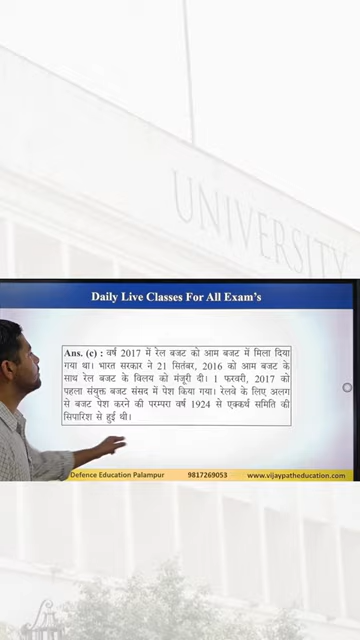 UNIVERSITY
Daily Live Classes For All Exam's
Ans. (c) : वर्ष 2017 में रेल बजट को आम बजट में मिला दिया
गया था। भारत सरकार ने 21 सितंबर, 2016 को आम बजट के
साथ रेल बजट के विलय को मंजूरी दी। 1 फरवरी, 2017 को
पहला संयुक्त बजट संसद में पेश किया गया। रेलवे के लिए अलग
से बजट पेश करने की परम्परा वर्ष 1924 से एक्वर्थ समिति की
सिपारिश से हुई थी।
Defence Education Palampur 9817269053 www.vijaypatheducation.com